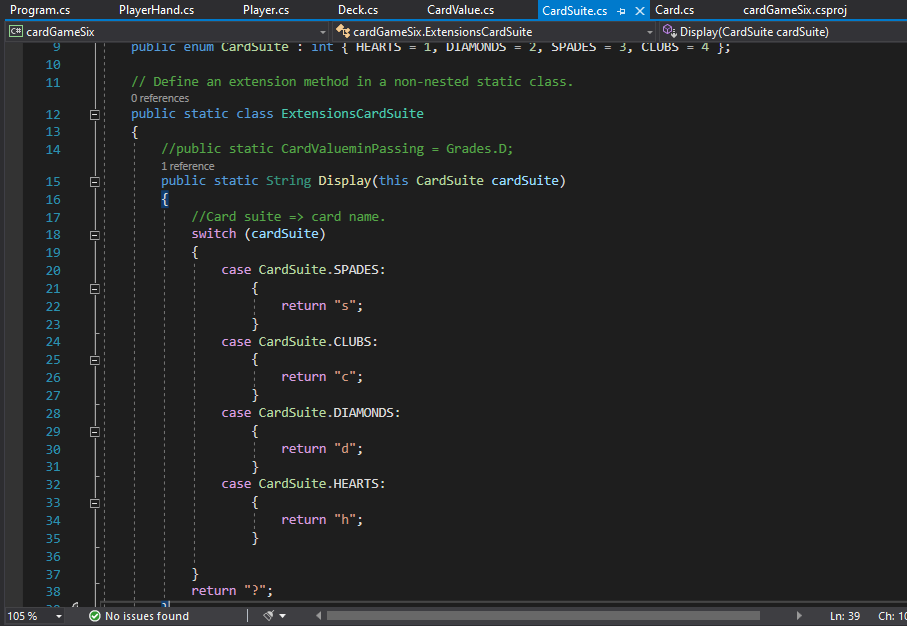 Program.cs PlayerHand.cs Player.cs Deck.cs CardValue.cs CardSuite.cs Card.cs cardGameSix.csproj
C# cardGameSix cardGameSix.ExtensionsCardSuite Display(CardSuite cardSuite)
9 public enum CardSuite : int { HEARTS = 1, DIAMONDS = 2, SPADES = 3, CLUBS = 4 };
10
11 // Define an extension method in a non-nested static class.
0 references
12 public static class ExtensionsCardSuite
13 {
14 //public static CardValueminPassing = Grades.D;
1 reference
15 public static String Display(this CardSuite cardSuite)
16 {
17 //Card suite => card name.
18 switch (cardSuite)
19 {
20 case CardSuite.SPADES:
21 {
22 return "s";
23 }
24 case CardSuite.CLUBS:
25 {
26 return "c";
27 }
28 case CardSuite.DIAMONDS:
29 {
30 return "d";
31 }
32 case CardSuite.HEARTS:
33 {
34 return "h";
35 }
36
37 }
38 return "?";
39 }
105 % No issues found Ln: 39 Ch: 10